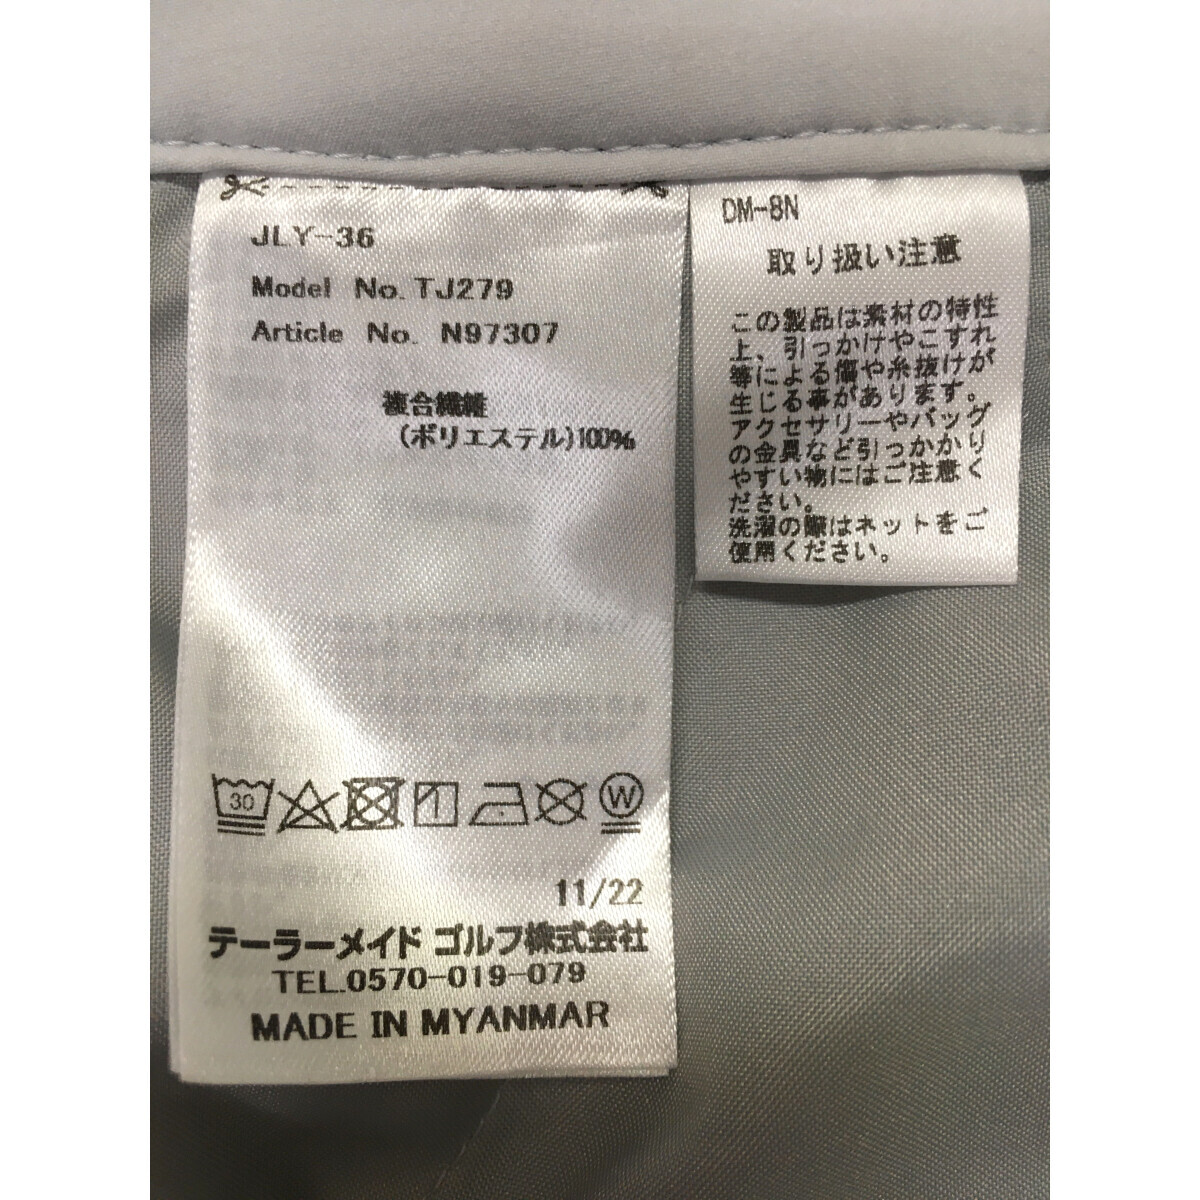 JLY-36
Model No. TJ279
Article No. N97307
複合繊維
(ポリエステル)100%
30
W
11/22
テーラーメイド ゴルフ株式会社
TEL.0570-019-079
MADE IN MYANMAR
DM-8N
取り扱い注意
この製品は素材の特性
上、引っかけやこすれ
等による傷や糸抜けが
生じる事があります。
アクセサリーやバッグ
の金具など引っかかり
やすい物にはご注意く
ださい。
洗濯の際はネットをご
使用ください。